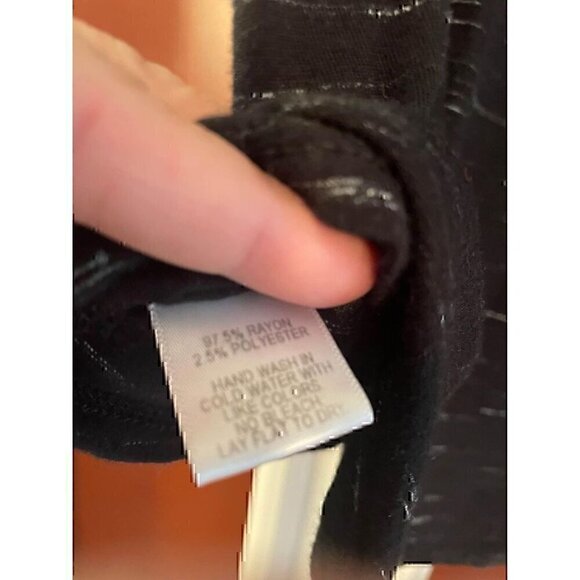 97.5% RAYON
2.5% POLYESTER
HAND WASH IN
COLD WATER WITH
LIKE COLORS.
NO BLEACH.
LAY FLAT TO DRY.